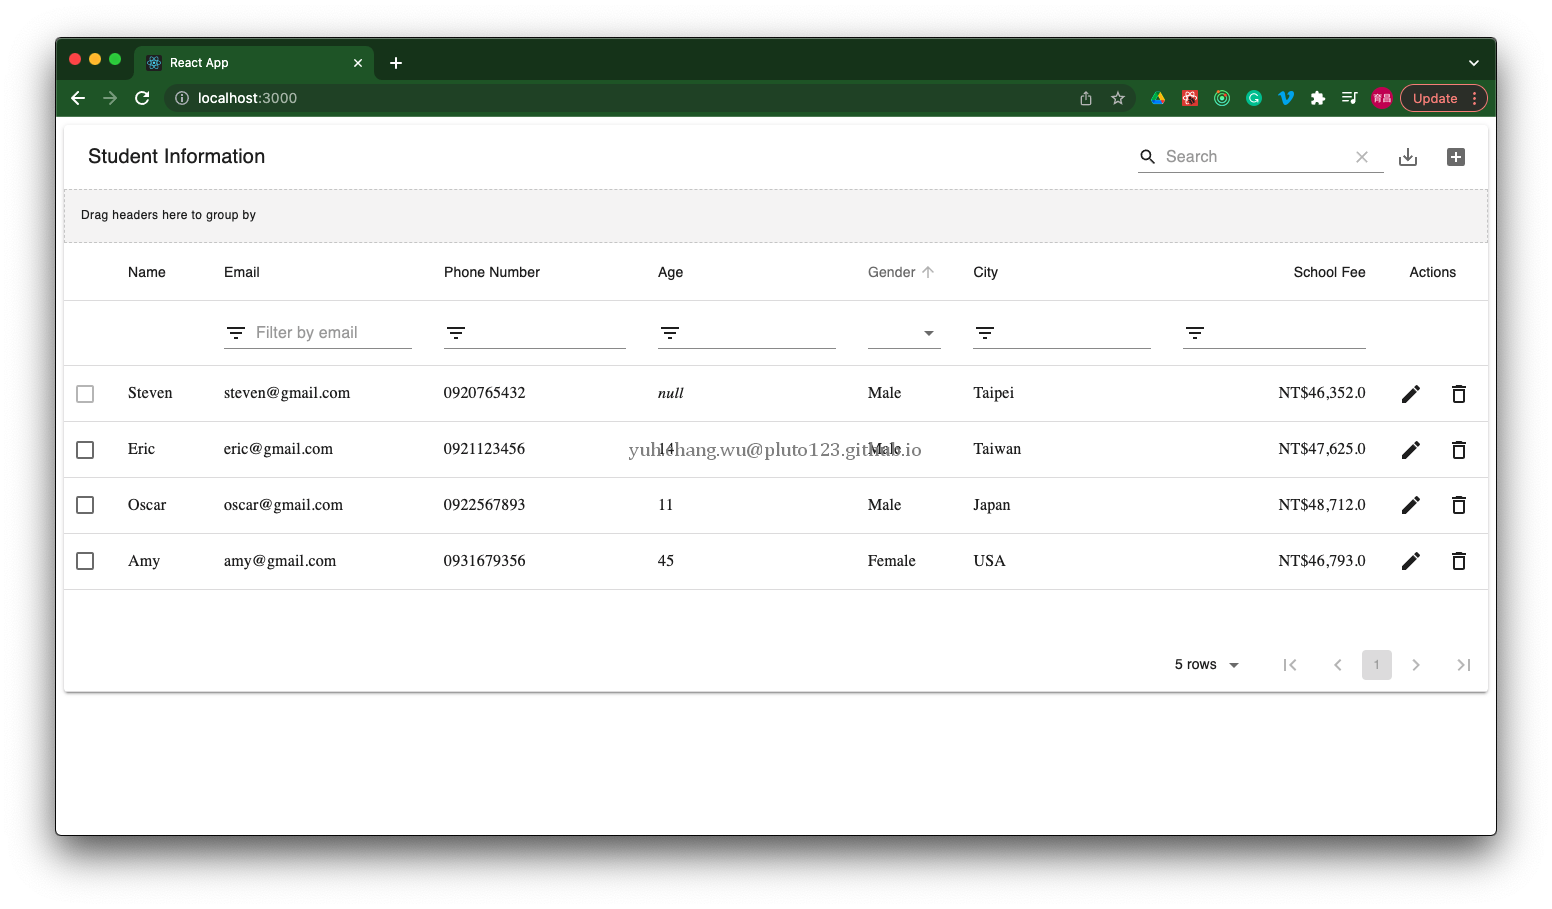 React App
localhost:3000
育昌
Update
Student Information
Search
Drag headers here to group by
Name Email Phone Number Age Gender City School Fee Actions
Filter by email
Steven steven@gmail.com 0920765432 null Male Taipei NT$46,352.0
Eric eric@gmail.com 0921123456 14 Male Taiwan NT$47,625.0
yuhchang.wu@pluto123.github.io
Oscar oscar@gmail.com 0922567893 11 Male Japan NT$48,712.0
Amy amy@gmail.com 0931679356 45 Female USA NT$46,793.0
5 rows 1